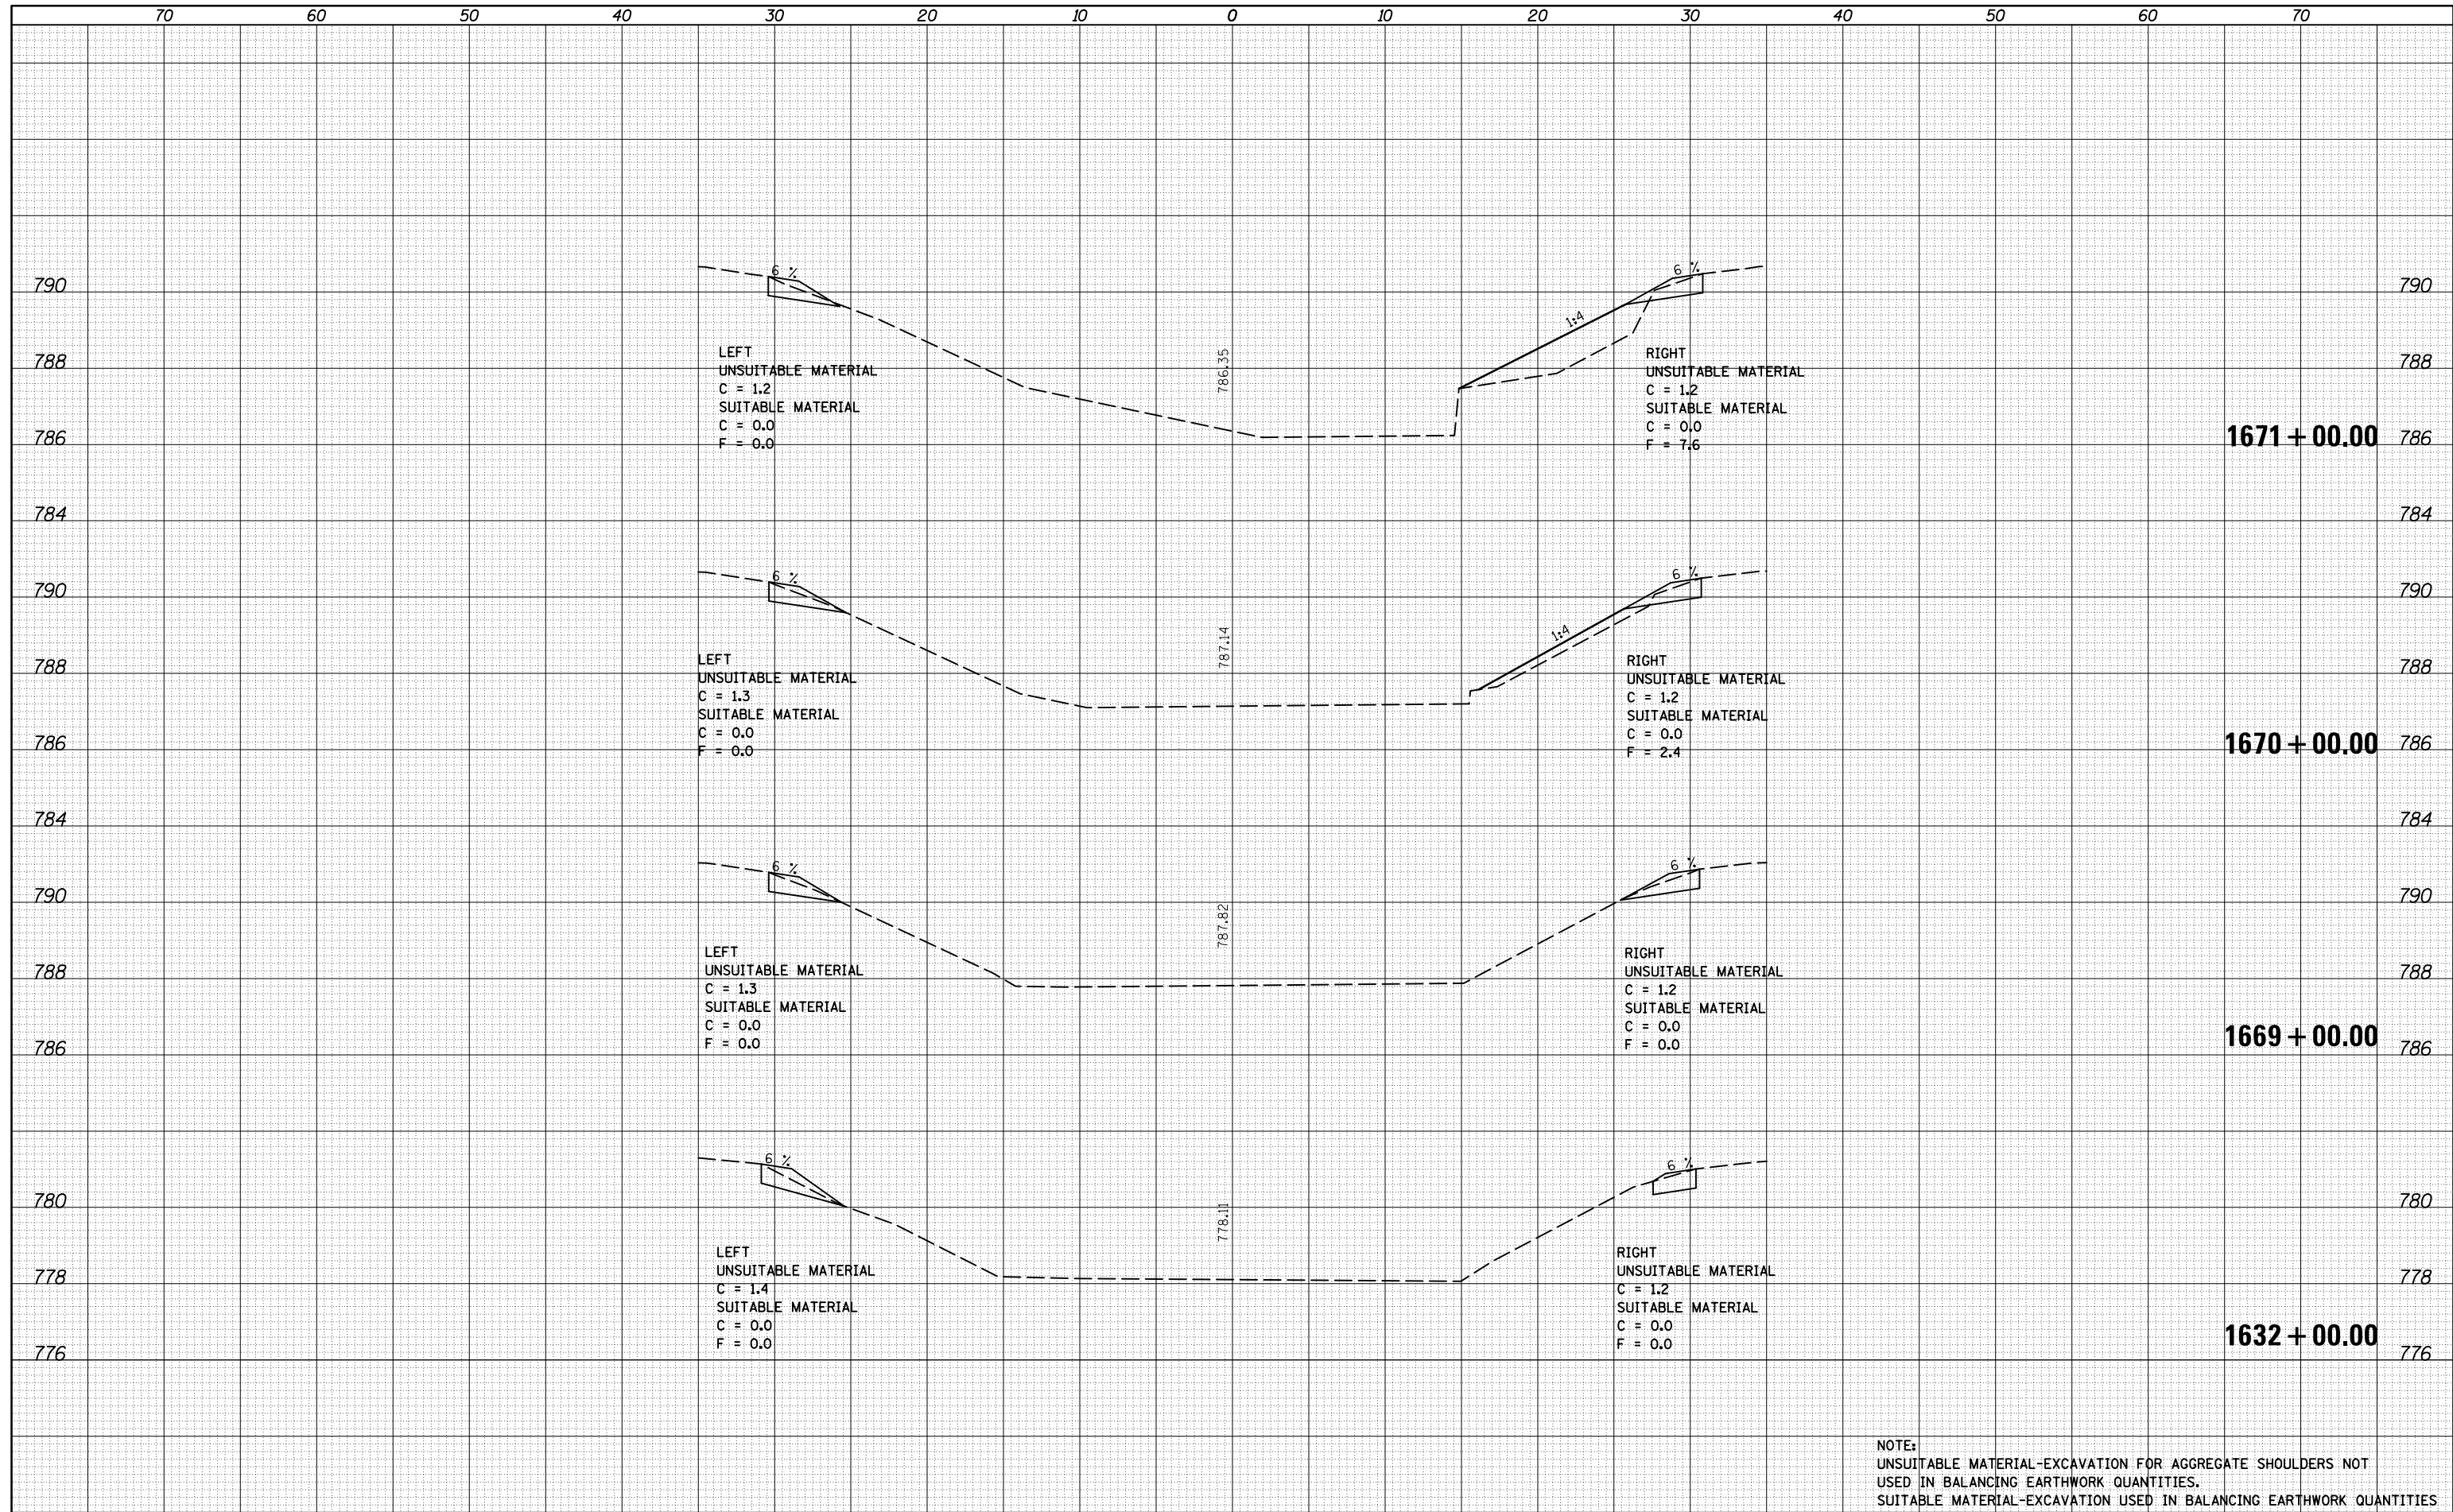 70 60 50 40 30 20 10 0 10 20 30 40 50 60 70
6 %
6 %
790
790
1:4
786.35
LEFT
UNSUITABLE MATERIAL
C = 1.2
SUITABLE MATERIAL
C = 0.0
F = 0.0
RIGHT
UNSUITABLE MATERIAL
C = 1.2
SUITABLE MATERIAL
C = 0.0
F = 7.6
788
788
786
1671 + 00.00 786
784
784
6 %
6 %
790
790
1:4
787.14
LEFT
UNSUITABLE MATERIAL
C = 1.3
SUITABLE MATERIAL
C = 0.0
F = 0.0
RIGHT
UNSUITABLE MATERIAL
C = 1.2
SUITABLE MATERIAL
C = 0.0
F = 2.4
788
788
786
1670 + 00.00 786
784
784
6 %
6 %
790
790
787.82
LEFT
UNSUITABLE MATERIAL
C = 1.3
SUITABLE MATERIAL
C = 0.0
F = 0.0
RIGHT
UNSUITABLE MATERIAL
C = 1.2
SUITABLE MATERIAL
C = 0.0
F = 0.0
788
788
786
1669 + 00.00 786
6 %
6 %
780
780
778.11
LEFT
UNSUITABLE MATERIAL
C = 1.4
SUITABLE MATERIAL
C = 0.0
F = 0.0
RIGHT
UNSUITABLE MATERIAL
C = 1.2
SUITABLE MATERIAL
C = 0.0
F = 0.0
778
778
1632 + 00.00
776
776
NOTE:
UNSUITABLE MATERIAL-EXCAVATION FOR AGGREGATE SHOULDERS NOT
USED IN BALANCING EARTHWORK QUANTITIES.
SUITABLE MATERIAL-EXCAVATION USED IN BALANCING EARTHWORK QUANTITIES